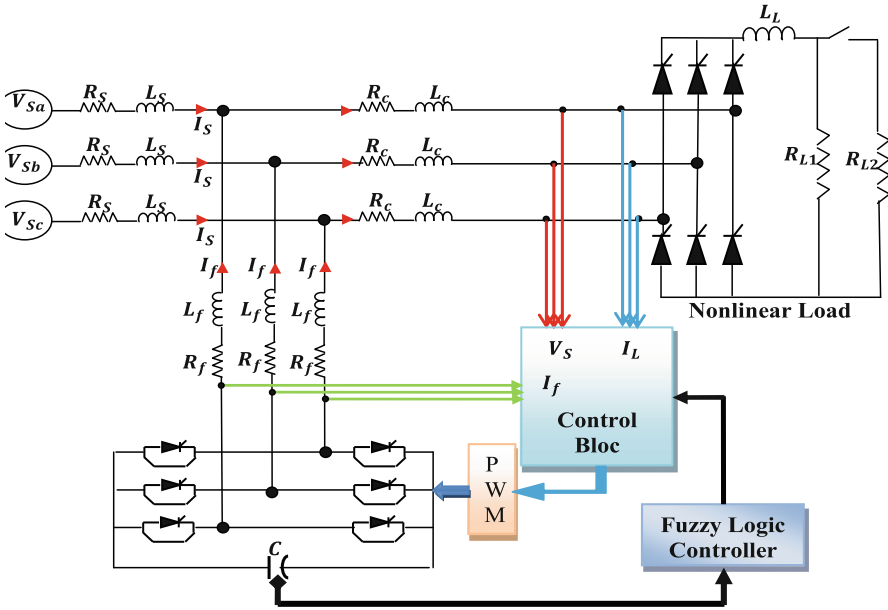 L_L
V_Sa R_S L_S I_S R_c L_c
V_Sb R_S L_S I_S R_c L_c
V_Sc R_S L_S I_S R_c L_c
R_L1 R_L2
I_f I_f I_f
L_f L_f L_f
R_f R_f R_f
Nonlinear Load
V_S I_L
I_f
Control
Bloc
P
W
M
Fuzzy Logic
Controller
C